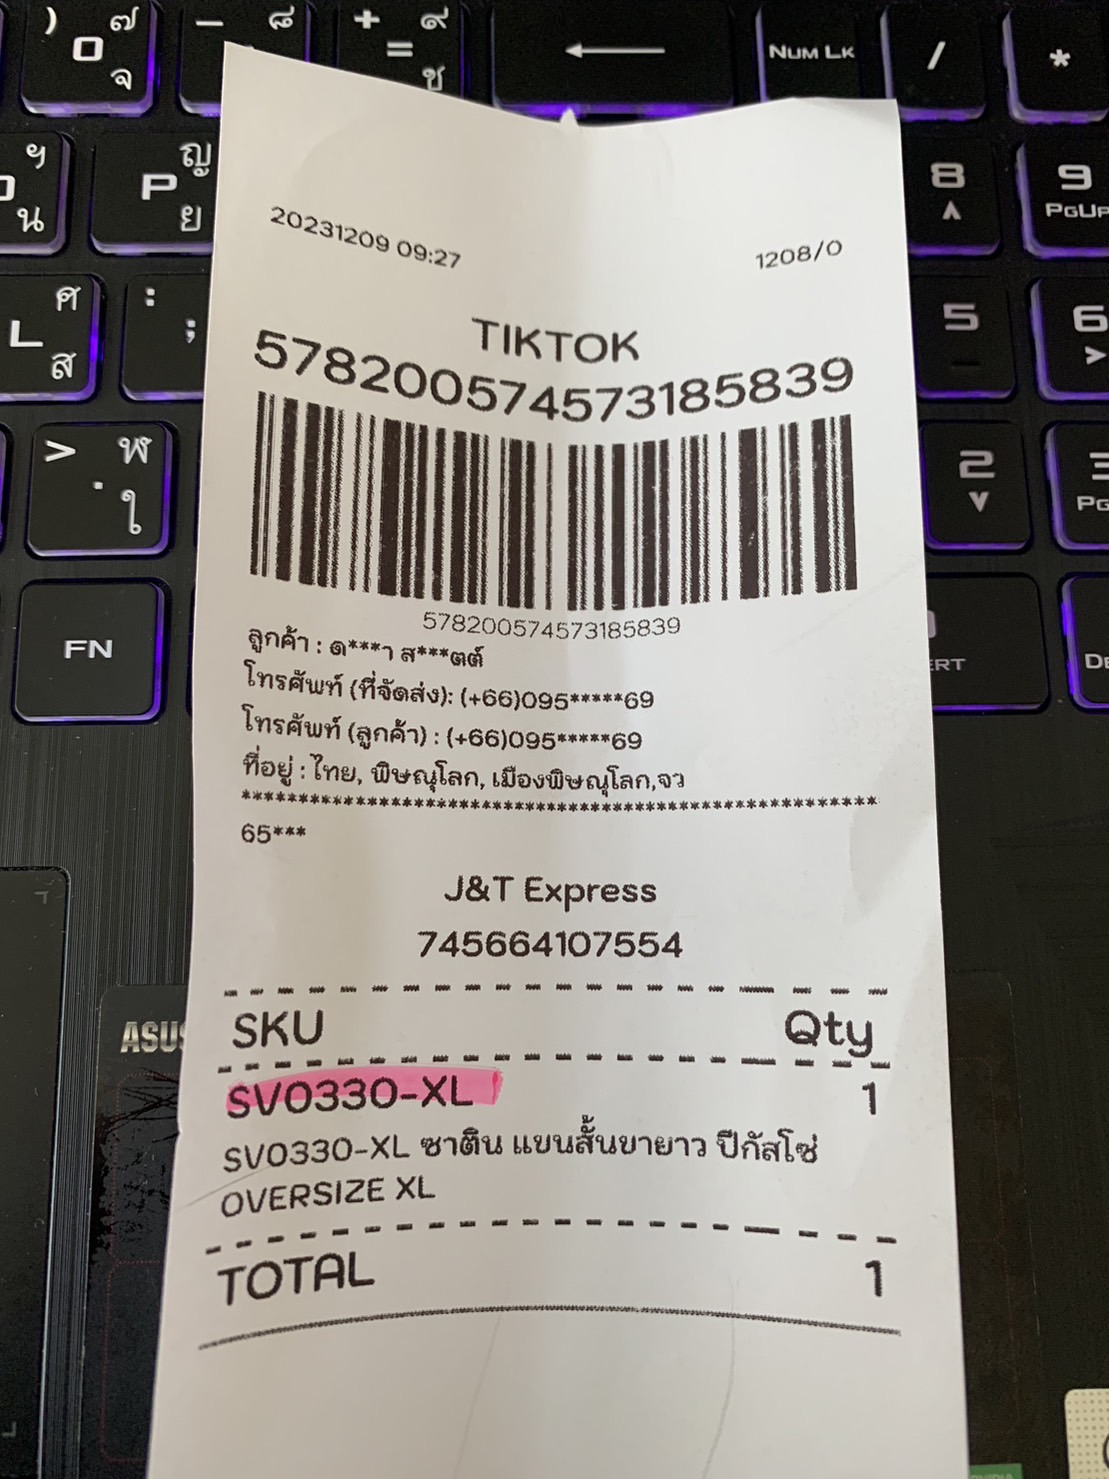 ) ๗
0 จ
– ๘
+ ๙
= ช
NUM LK
/
*
ฯ
น
P ญ
ย
8
9
PGUP
L ศ
ส
:
;
5
6
>
> ฬ
. ใ
2
3
FN
20231209 09:27 1208/0
TIKTOK
578200574573185839
578200574573185839
ลูกค้า : ด***า ส***ตต์
โทรศัพท์ (ที่จัดส่ง): (+66)095*****69
โทรศัพท์ (ลูกค้า) : (+66)095*****69
ที่อยู่ : ไทย, พิษณุโลก, เมืองพิษณุโลก,จว
************************************************************
65***
J&T Express
745664107554
SKU Qty
SV0330-XL 1
SV0330-XL ซาติน แขนสั้นขายาว ปีกัสโซ่
OVERSIZE XL
TOTAL 1
ASUS